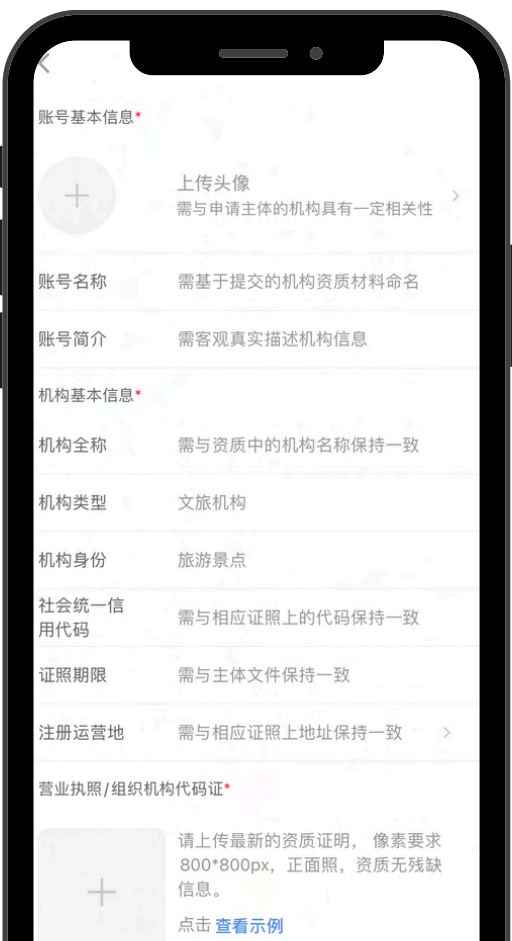 账号基本信息*
上传头像
需与申请主体的机构具有一定相关性
账号名称 需基于提交的机构资质材料命名
账号简介 需客观真实描述机构信息
机构基本信息*
机构全称 需与资质中的机构名称保持一致
机构类型 文旅机构
机构身份 旅游景点
社会统一信
用代码
需与相应证照上的代码保持一致
证照期限 需与主体文件保持一致
注册运营地 需与相应证照上地址保持一致
营业执照/组织机构代码证*
请上传最新的资质证明， 像素要求
800*800px，正面照，资质无残缺
信息。
点击 查看示例